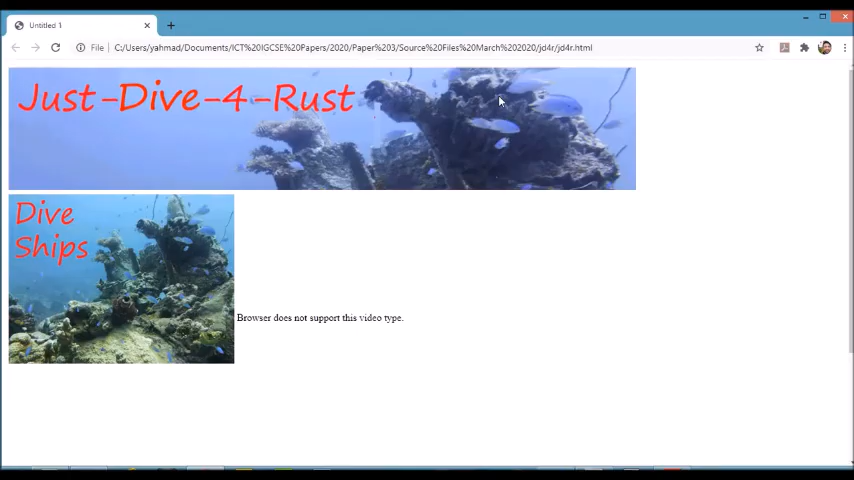 Untitled 1
File
C:/Users/yahmad/Documents/ICT%20IGCSE%20Papers/2020/Paper%203/Source%20Files%20March%202020/jd4r/jd4r.html
Just-Dive-4-Rust
Dive
Ships
Browser does not support this video type.